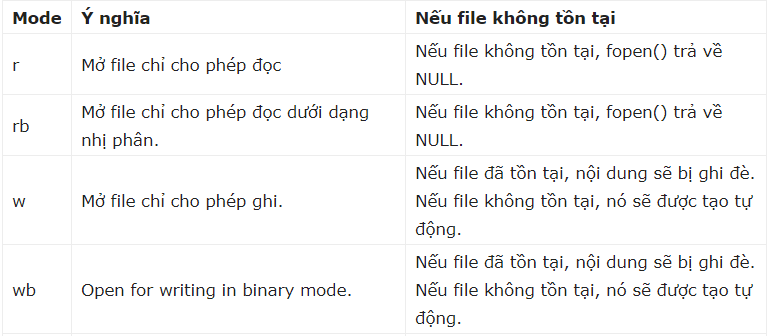 Mode Ý nghĩa Nếu file không tồn tại
r Mở file chỉ cho phép đọc Nếu file không tồn tại, fopen() trả về
NULL.
rb Mở file chỉ cho phép đọc dưới dạng
nhị phân. Nếu file không tồn tại, fopen() trả về
NULL.
w Mở file chỉ cho phép ghi. Nếu file đã tồn tại, nội dung sẽ bị ghi đè.
Nếu file không tồn tại, nó sẽ được tạo tự
động.
wb Open for writing in binary mode. Nếu file đã tồn tại, nội dung sẽ bị ghi đè.
Nếu file không tồn tại, nó sẽ được tạo tự
động.